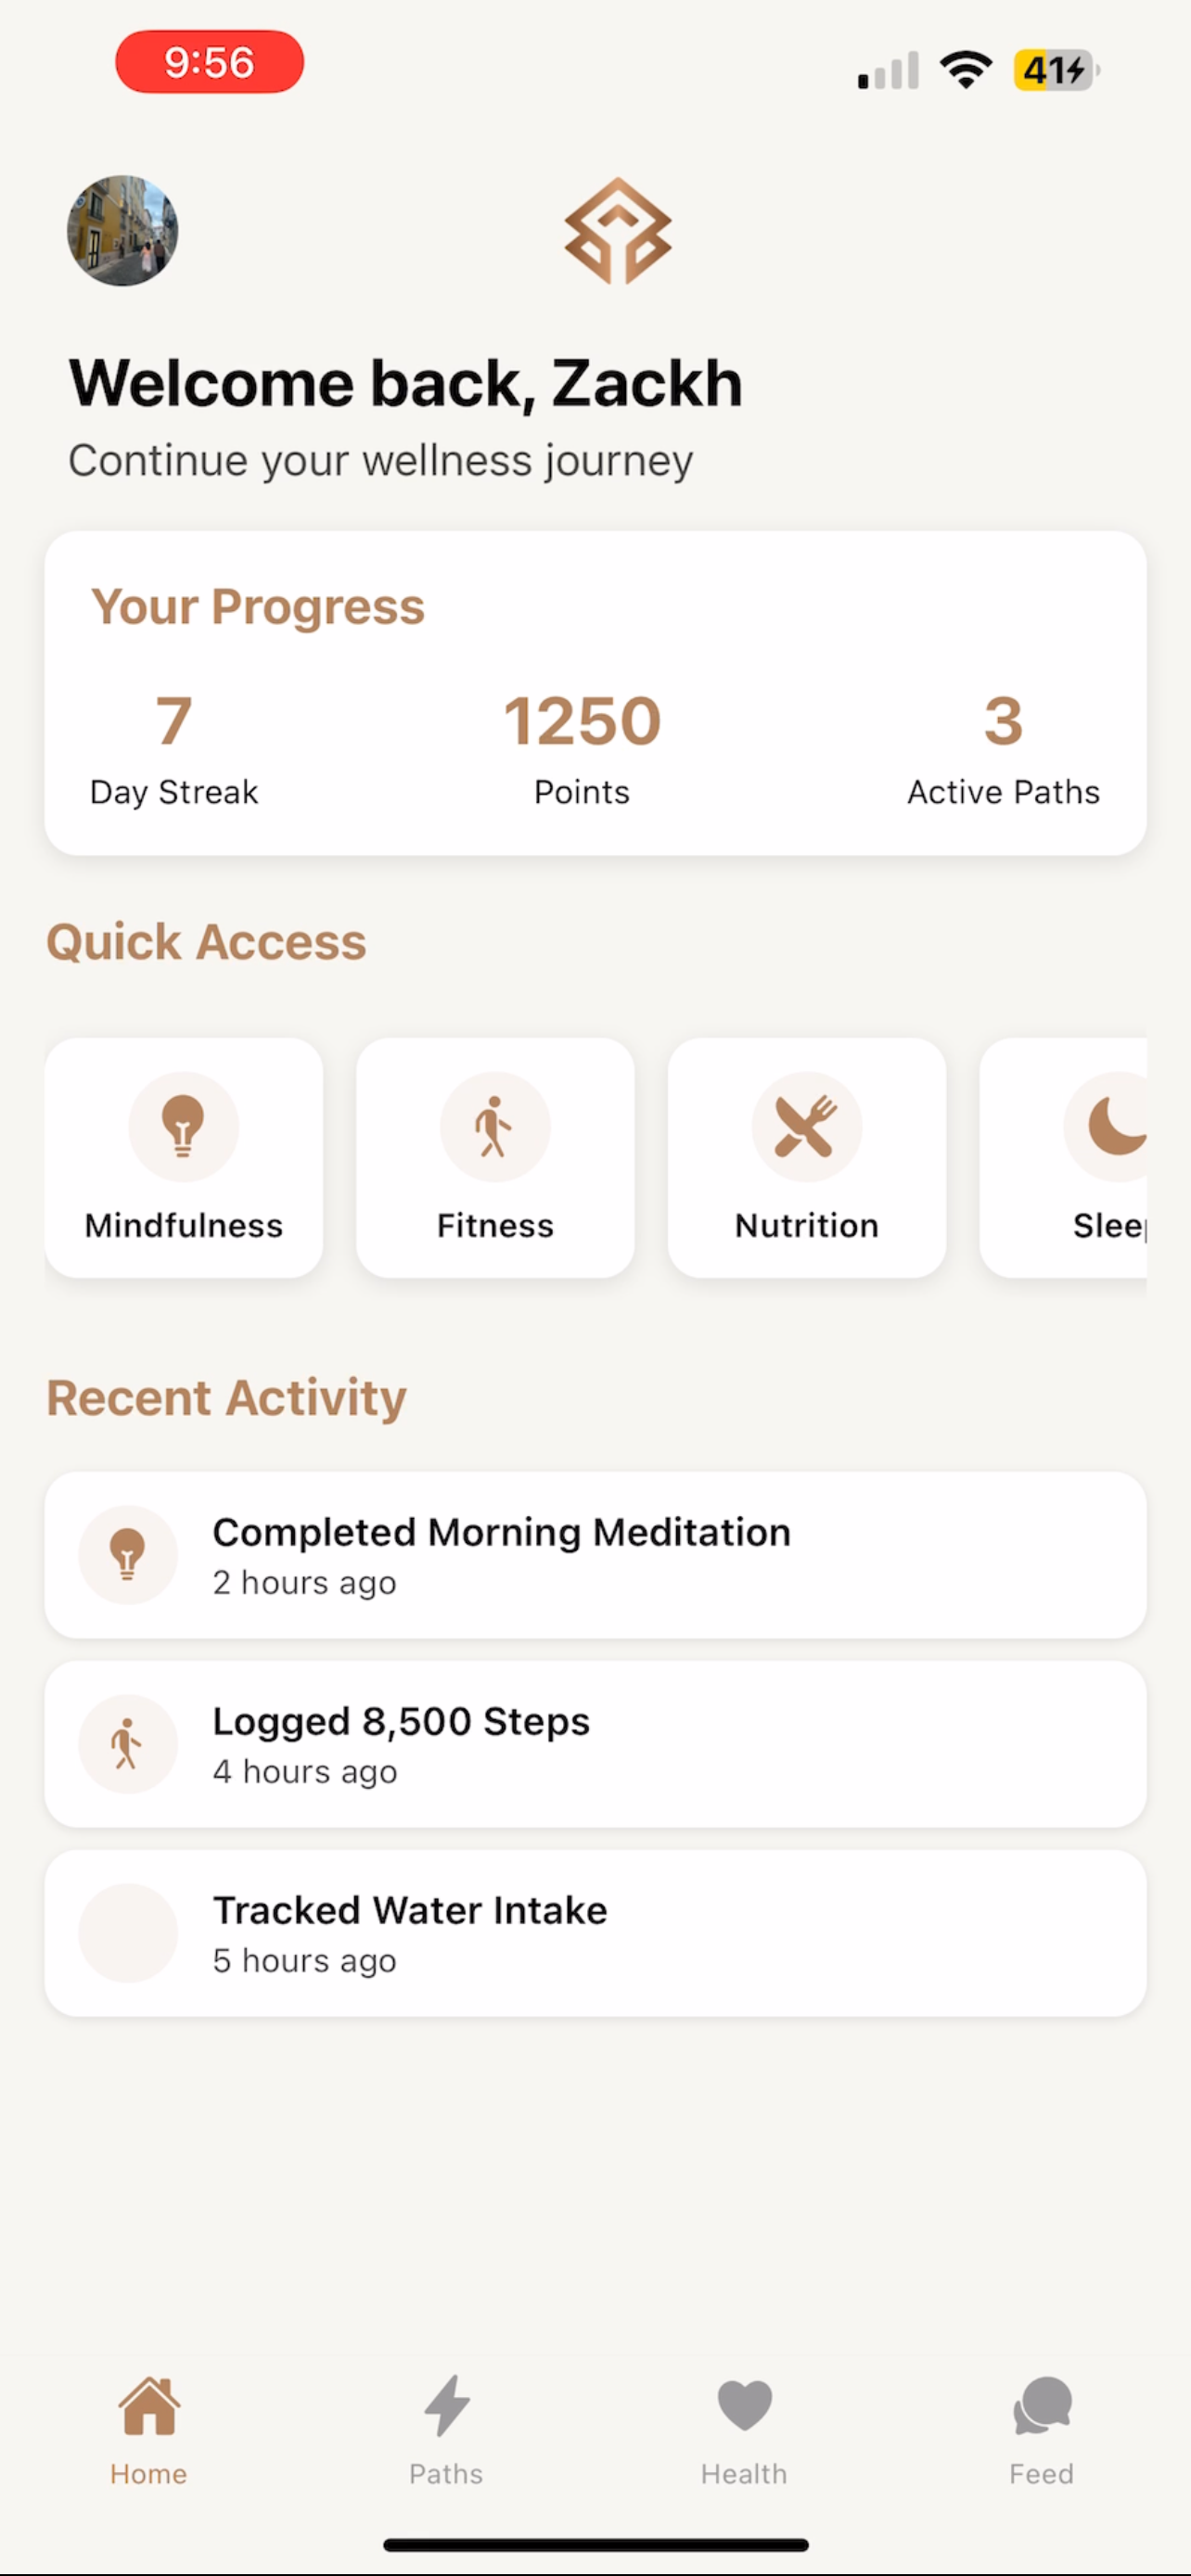 9:56
41
Welcome back, Zackh
Continue your wellness journey
Your Progress
7
1250
3
Day Streak
Points
Active Paths
Quick Access
Mindfulness
Fitness
Nutrition
Slee
Recent Activity
Completed Morning Meditation
2 hours ago
Logged 8,500 Steps
4 hours ago
Tracked Water Intake
5 hours ago
Home
Paths
Health
Feed